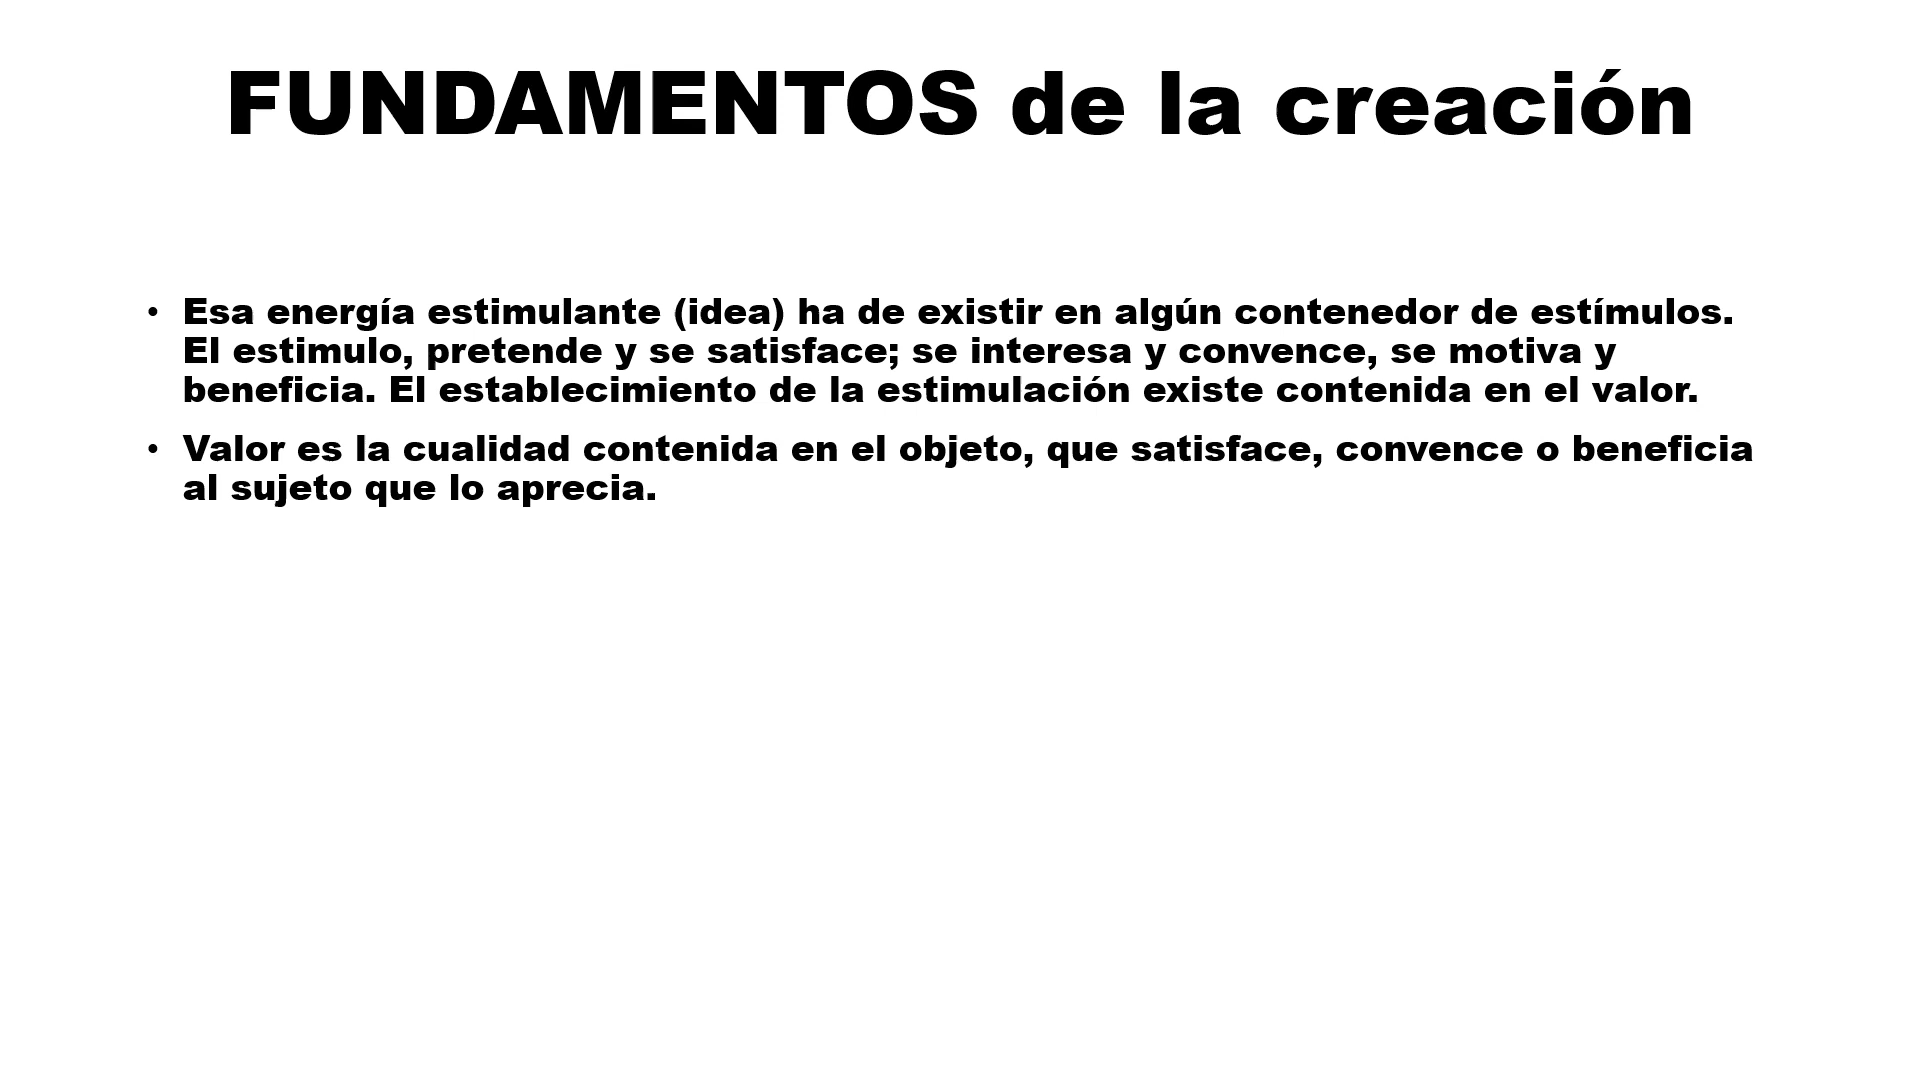 FUNDAMENTOS de la creación
• Esa energía estimulante (idea) ha de existir en algún contenedor de estímulos.
El estimulo, pretende y se satisface; se interesa y convence, se motiva y
beneficia. El establecimiento de la estimulación existe contenida en el valor.
• Valor es la cualidad contenida en el objeto, que satisface, convence o beneficia
al sujeto que lo aprecia.